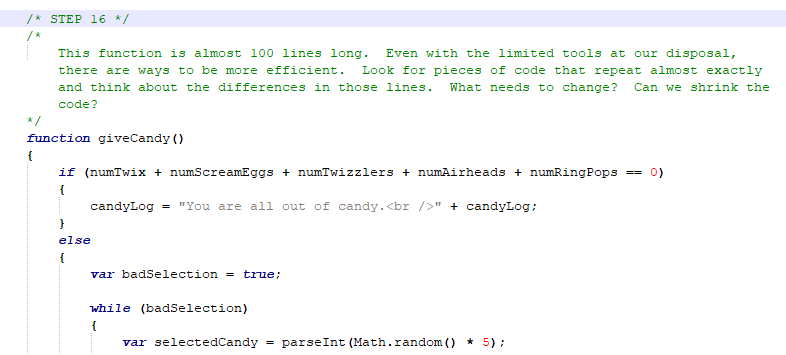 /* STEP 16 */
/*
This function is almost 100 lines long.  Even with the limited tools at our disposal,
there are ways to be more efficient.  Look for pieces of code that repeat almost exactly
and think about the differences in those lines.  What needs to change?  Can we shrink the
code?
*/
function giveCandy()
{
if (numTwix + numScreamEggs + numTwizzlers + numAirheads + numRingPops == 0)
{
candyLog = "You are all out of candy.<br />" + candyLog;
}
else
{
var badSelection = true;
while (badSelection)
{
var selectedCandy = parseInt(Math.random() * 5);